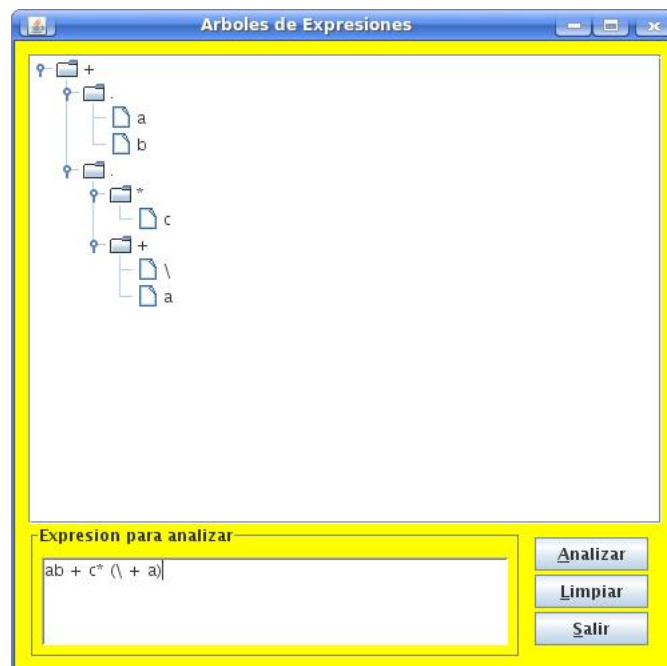 Arboles de Expresiones
+
.
a
b
.
*
c
+
\
a
Expresion para analizar
ab + c* (\ + a)
Analizar
Limpiar
Salir